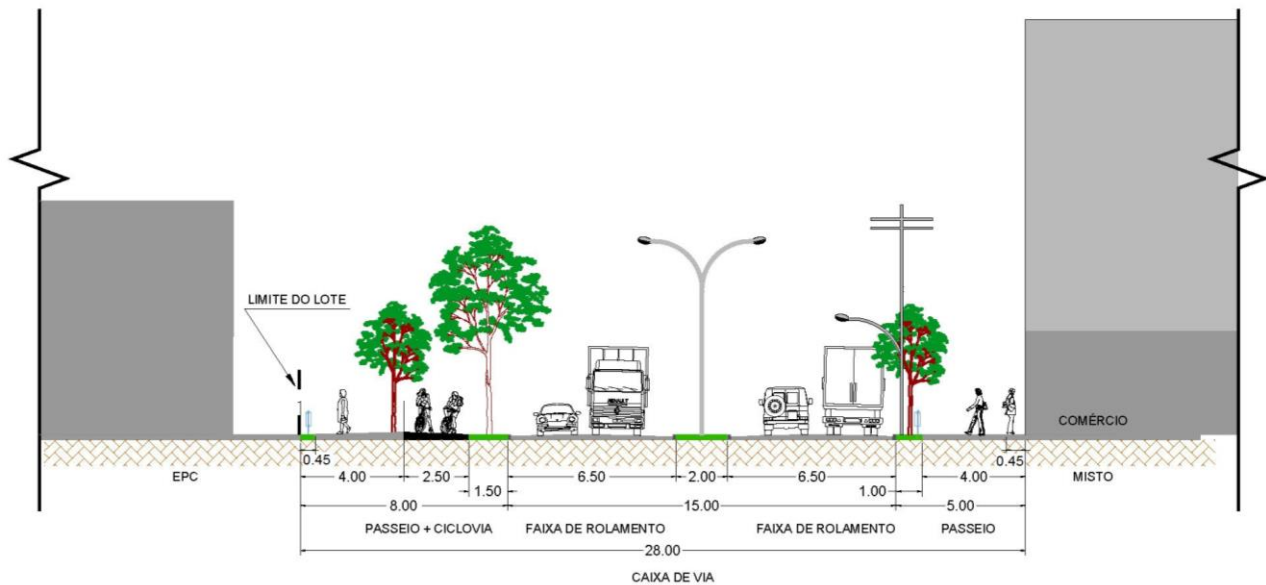 LIMITE DO LOTE
COMÉRCIO
0.45
0.45
EPC
4.00
2.50
6.50
2.00
6.50
4.00
MISTO
1.50
1.00
8.00
15.00
5.00
PASSEIO + CICLOVIA
FAIXA DE ROLAMENTO
FAIXA DE ROLAMENTO
PASSEIO
28.00
CAIXA DE VIA